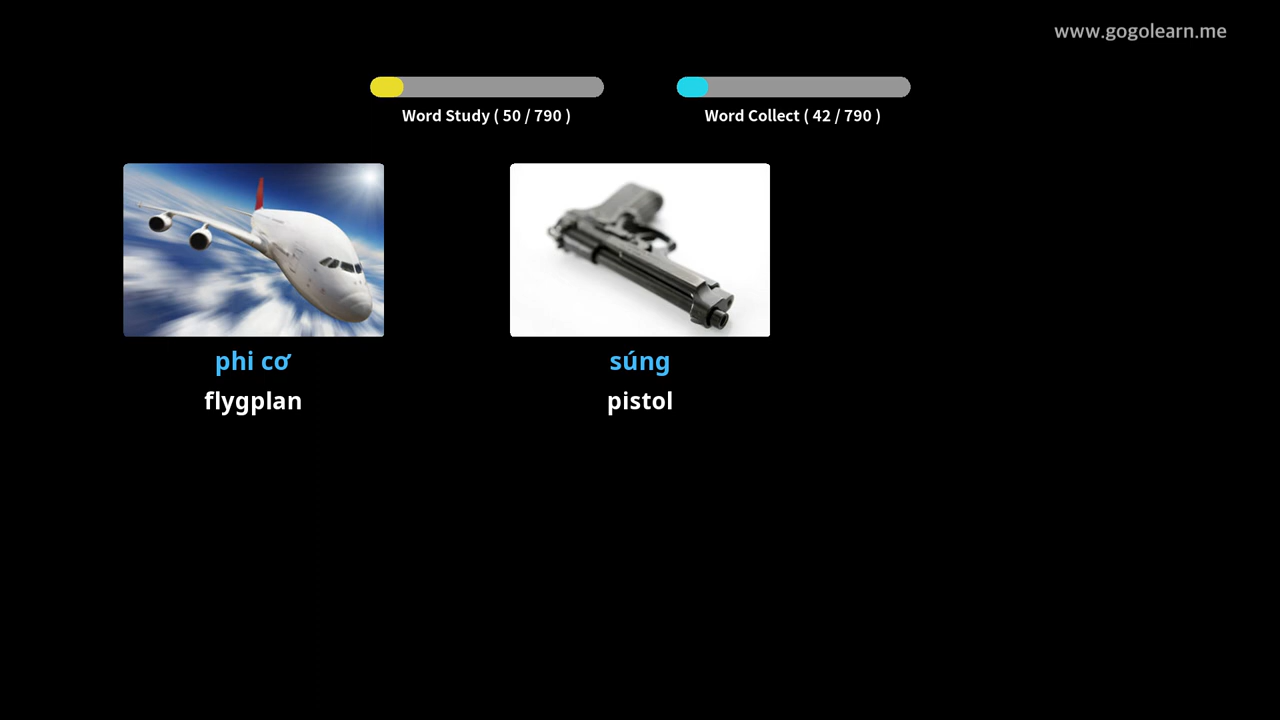 www.gogolearn.me
Word Study ( 50 / 790 )
Word Collect ( 42 / 790 )
phi cơ
flygplan
súng
pistol